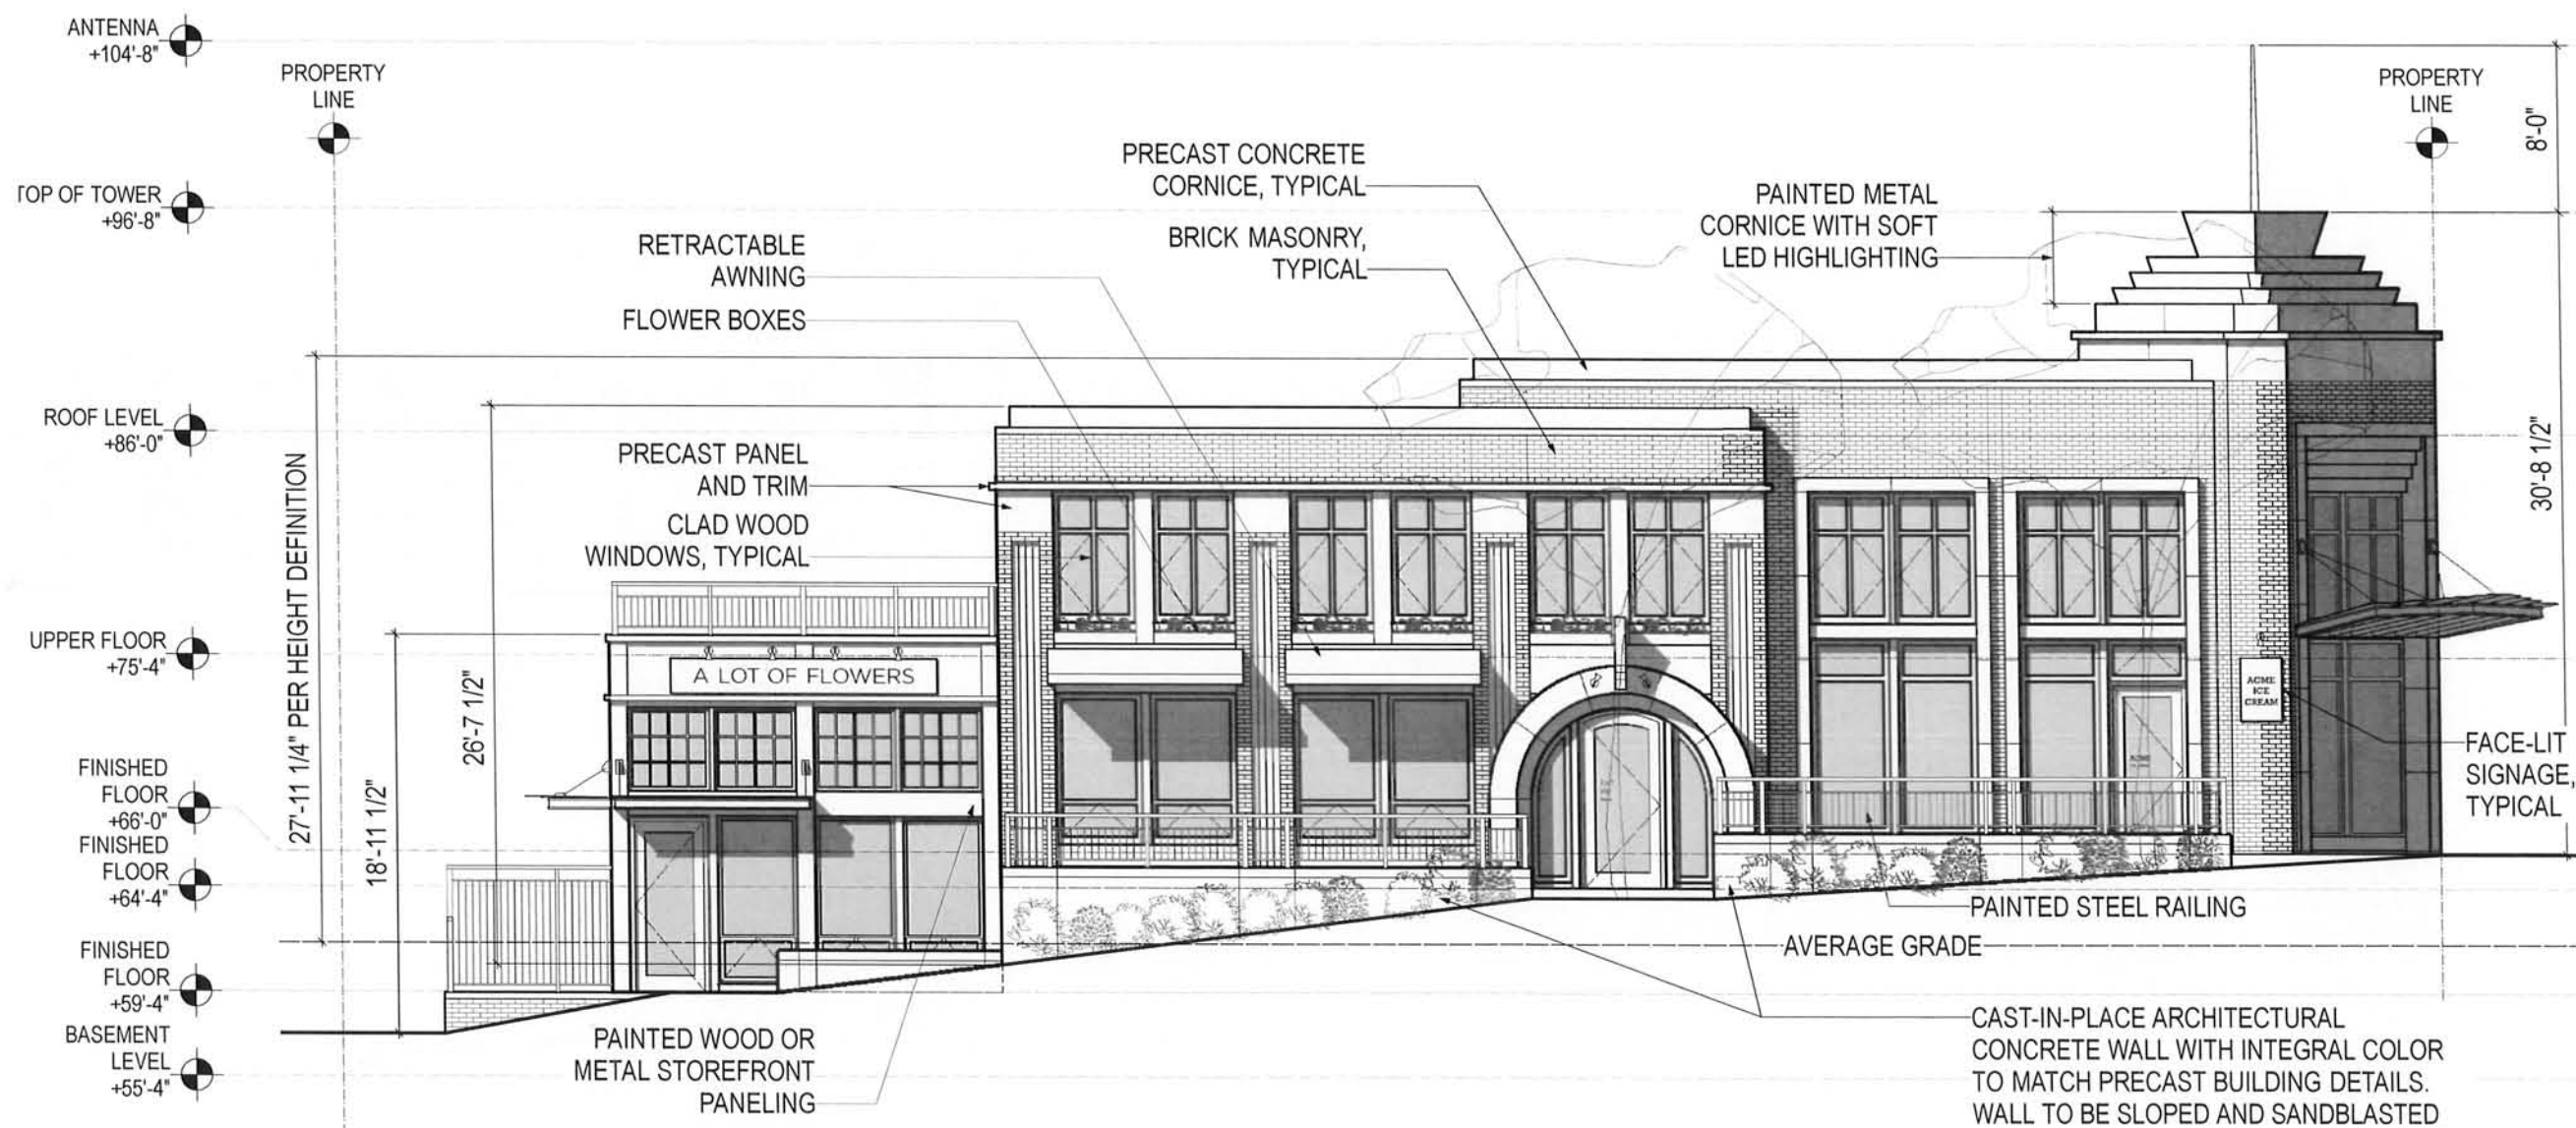 ANTENNA
+104'-8"
PROPERTY
LINE
TOP OF TOWER
+96'-8"
ROOF LEVEL
+86'-0"
UPPER FLOOR
+75'-4"
FINISHED
FLOOR
+66'-0"
FINISHED
FLOOR
+64'-4"
FINISHED
FLOOR
+59'-4"
BASEMENT
LEVEL
+55'-4"
27'-11 1/4" PER HEIGHT DEFINITION
18'-11 1/2"
26'-7 1/2"
RETRACTABLE
AWNING
FLOWER BOXES
PRECAST PANEL
AND TRIM
CLAD WOOD
WINDOWS, TYPICAL
A LOT OF FLOWERS
PAINTED WOOD OR
METAL STOREFRONT
PANELING
PRECAST CONCRETE
CORNICE, TYPICAL
BRICK MASONRY,
TYPICAL
PAINTED METAL
CORNICE WITH SOFT
LED HIGHLIGHTING
PROPERTY
LINE
8'-0"
30'-8 1/2"
ACME
ICE
CREAM
ACME
FACE-LIT
SIGNAGE,
TYPICAL
PAINTED STEEL RAILING
AVERAGE GRADE
CAST-IN-PLACE ARCHITECTURAL
CONCRETE WALL WITH INTEGRAL COLOR
TO MATCH PRECAST BUILDING DETAILS.
WALL TO BE SLOPED AND SANDBLASTED